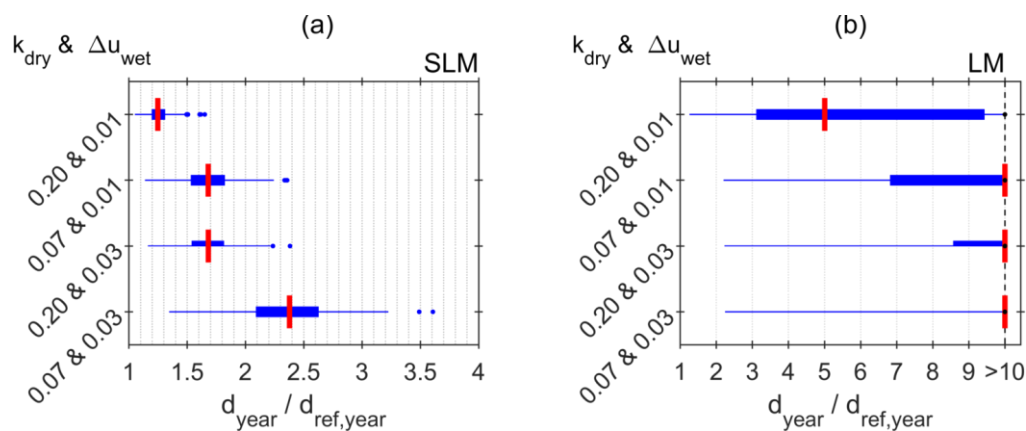 (a)
k_dry & Δu_wet
SLM
0.20 & 0.01
0.07 & 0.01
0.20 & 0.03
0.07 & 0.03
1 1.5 2 2.5 3 3.5 4
d_year / d_ref,year
(b)
k_dry & Δu_wet
LM
0.20 & 0.01
0.07 & 0.01
0.20 & 0.03
0.07 & 0.03
1 2 3 4 5 6 7 8 9 >10
d_year / d_ref,year